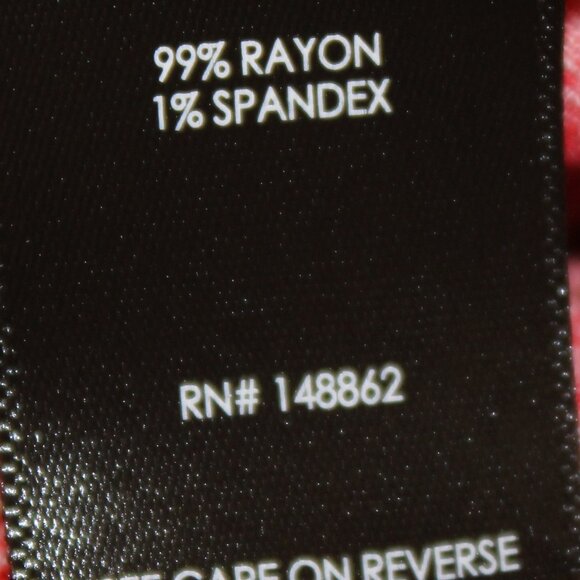 99% RAYON
1% SPANDEX
RN# 148862
CARE ON REVERSE